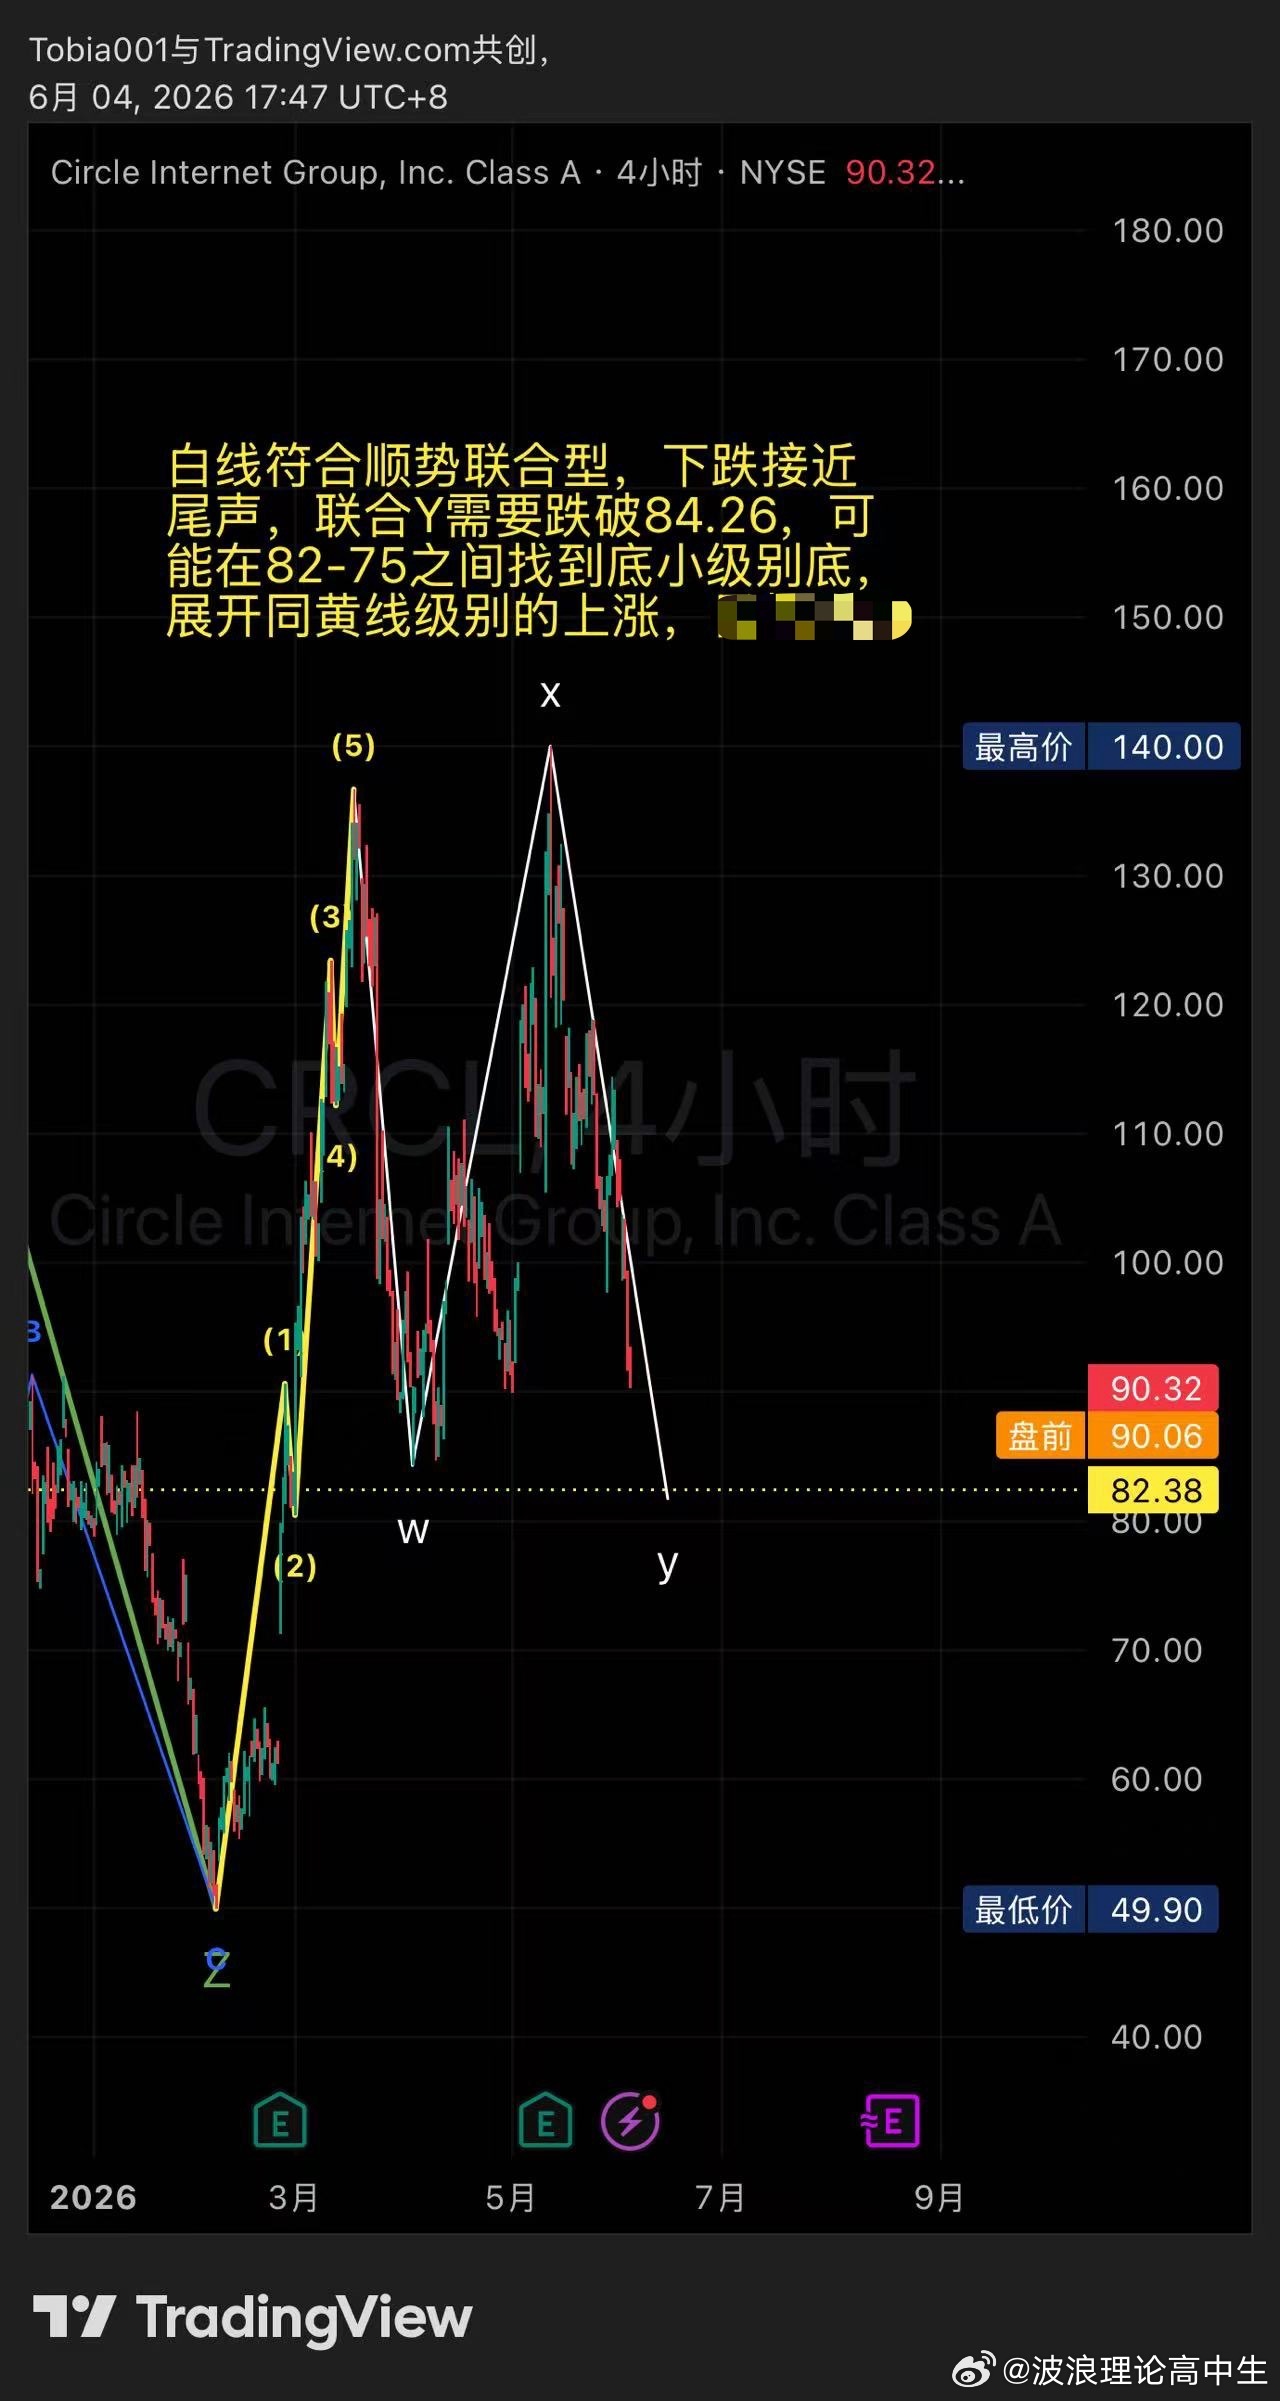 Tobia001与TradingView.com共创，
6月 04, 2026 17:47 UTC+8
Circle Internet Group, Inc. Class A · 4小时 · NYSE 90.32...
180.00
170.00
白线符合顺势联合型，下跌接近
尾声，联合Y需要跌破84.26，可
能在82-75之间找到底小级别底，
展开同黄线级别的上涨，
160.00
150.00
x
(5)
最高价 140.00
130.00
(3)
120.00
CRCL, 4小时
110.00
(4)
Circle Internet Group, Inc. Class A
100.00
B
(1)
90.32
盘前 90.06
82.38
80.00
w
y
(2)
70.00
60.00
最低价 49.90
C
Z
40.00
E
E
≈E
2026 3月 5月 7月 9月
TradingView
@波浪理论高中生